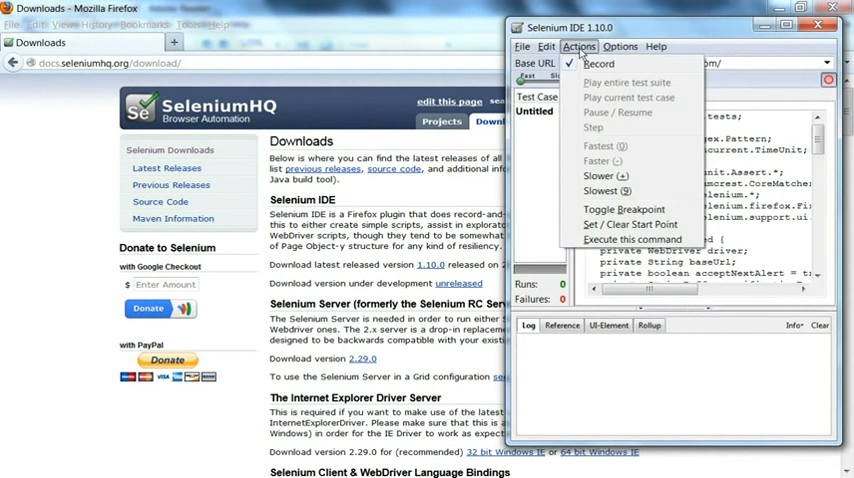 Downloads - Mozilla Firefox
File Edit View History Bookmarks Tools Help
Downloads
docs.seleniumhq.org/download/
SeleniumHQ
Browser Automation
edit this page
Projects
Selenium Downloads
Latest Releases
Previous Releases
Source Code
Maven Information
Donate to Selenium
with Google Checkout
$ Enter Amount
Donate
with PayPal
Donate
Downloads
Below is where you can find the latest releases of all
list previous releases, source code, and additional
Java build tool).
Selenium IDE
Selenium IDE is a Firefox plugin that does record-and-
this to either create simple scripts, assist in
WebDriver scripts, though they tend to be
of Page Object-y structure for any kind of resiliency.
Download latest released version 1.10.0 released on
Download version under development unreleased
Selenium Server (formerly the Selenium RC
The Selenium Server is needed in order to run either
Webdriver ones. The 2.x server is a drop-in
designed to be backwards compatible with your
Download version 2.29.0
To use the Selenium Server in a Grid configuration
The Internet Explorer Driver Server
This is required if you want to make use of the latest
InternetExplorerDriver. Please make sure that this is
Windows) in order for the IE Driver to work as
Download version 2.29.0 for (recommended) 32 bit Windows IE or 64 bit Windows IE
Selenium Client & WebDriver Language Bindings
Selenium IDE 1.10.0
File Edit Actions Options Help
Base URL
Fast
Test Case
Untitled
Record
Play entire test suite
Play current test case
Pause / Resume
Step
Fastest (0)
Faster (-)
Slower (+)
Slowest (9)
Toggle Breakpoint
Set / Clear Start Point
Execute this command
om/
.tests;
gex.Pattern;
concurrent.TimeUnit;
.Assert.*;
mcrest.CoreMatcher
selenium.*;
selenium.firefox.Fi
selenium.support.ui
ed {
private WebDriver driver;
private String baseUrl;
private boolean acceptNextAlert = t
Runs: 0
Failures: 0
Log Reference UI-Element Rollup Info Clear